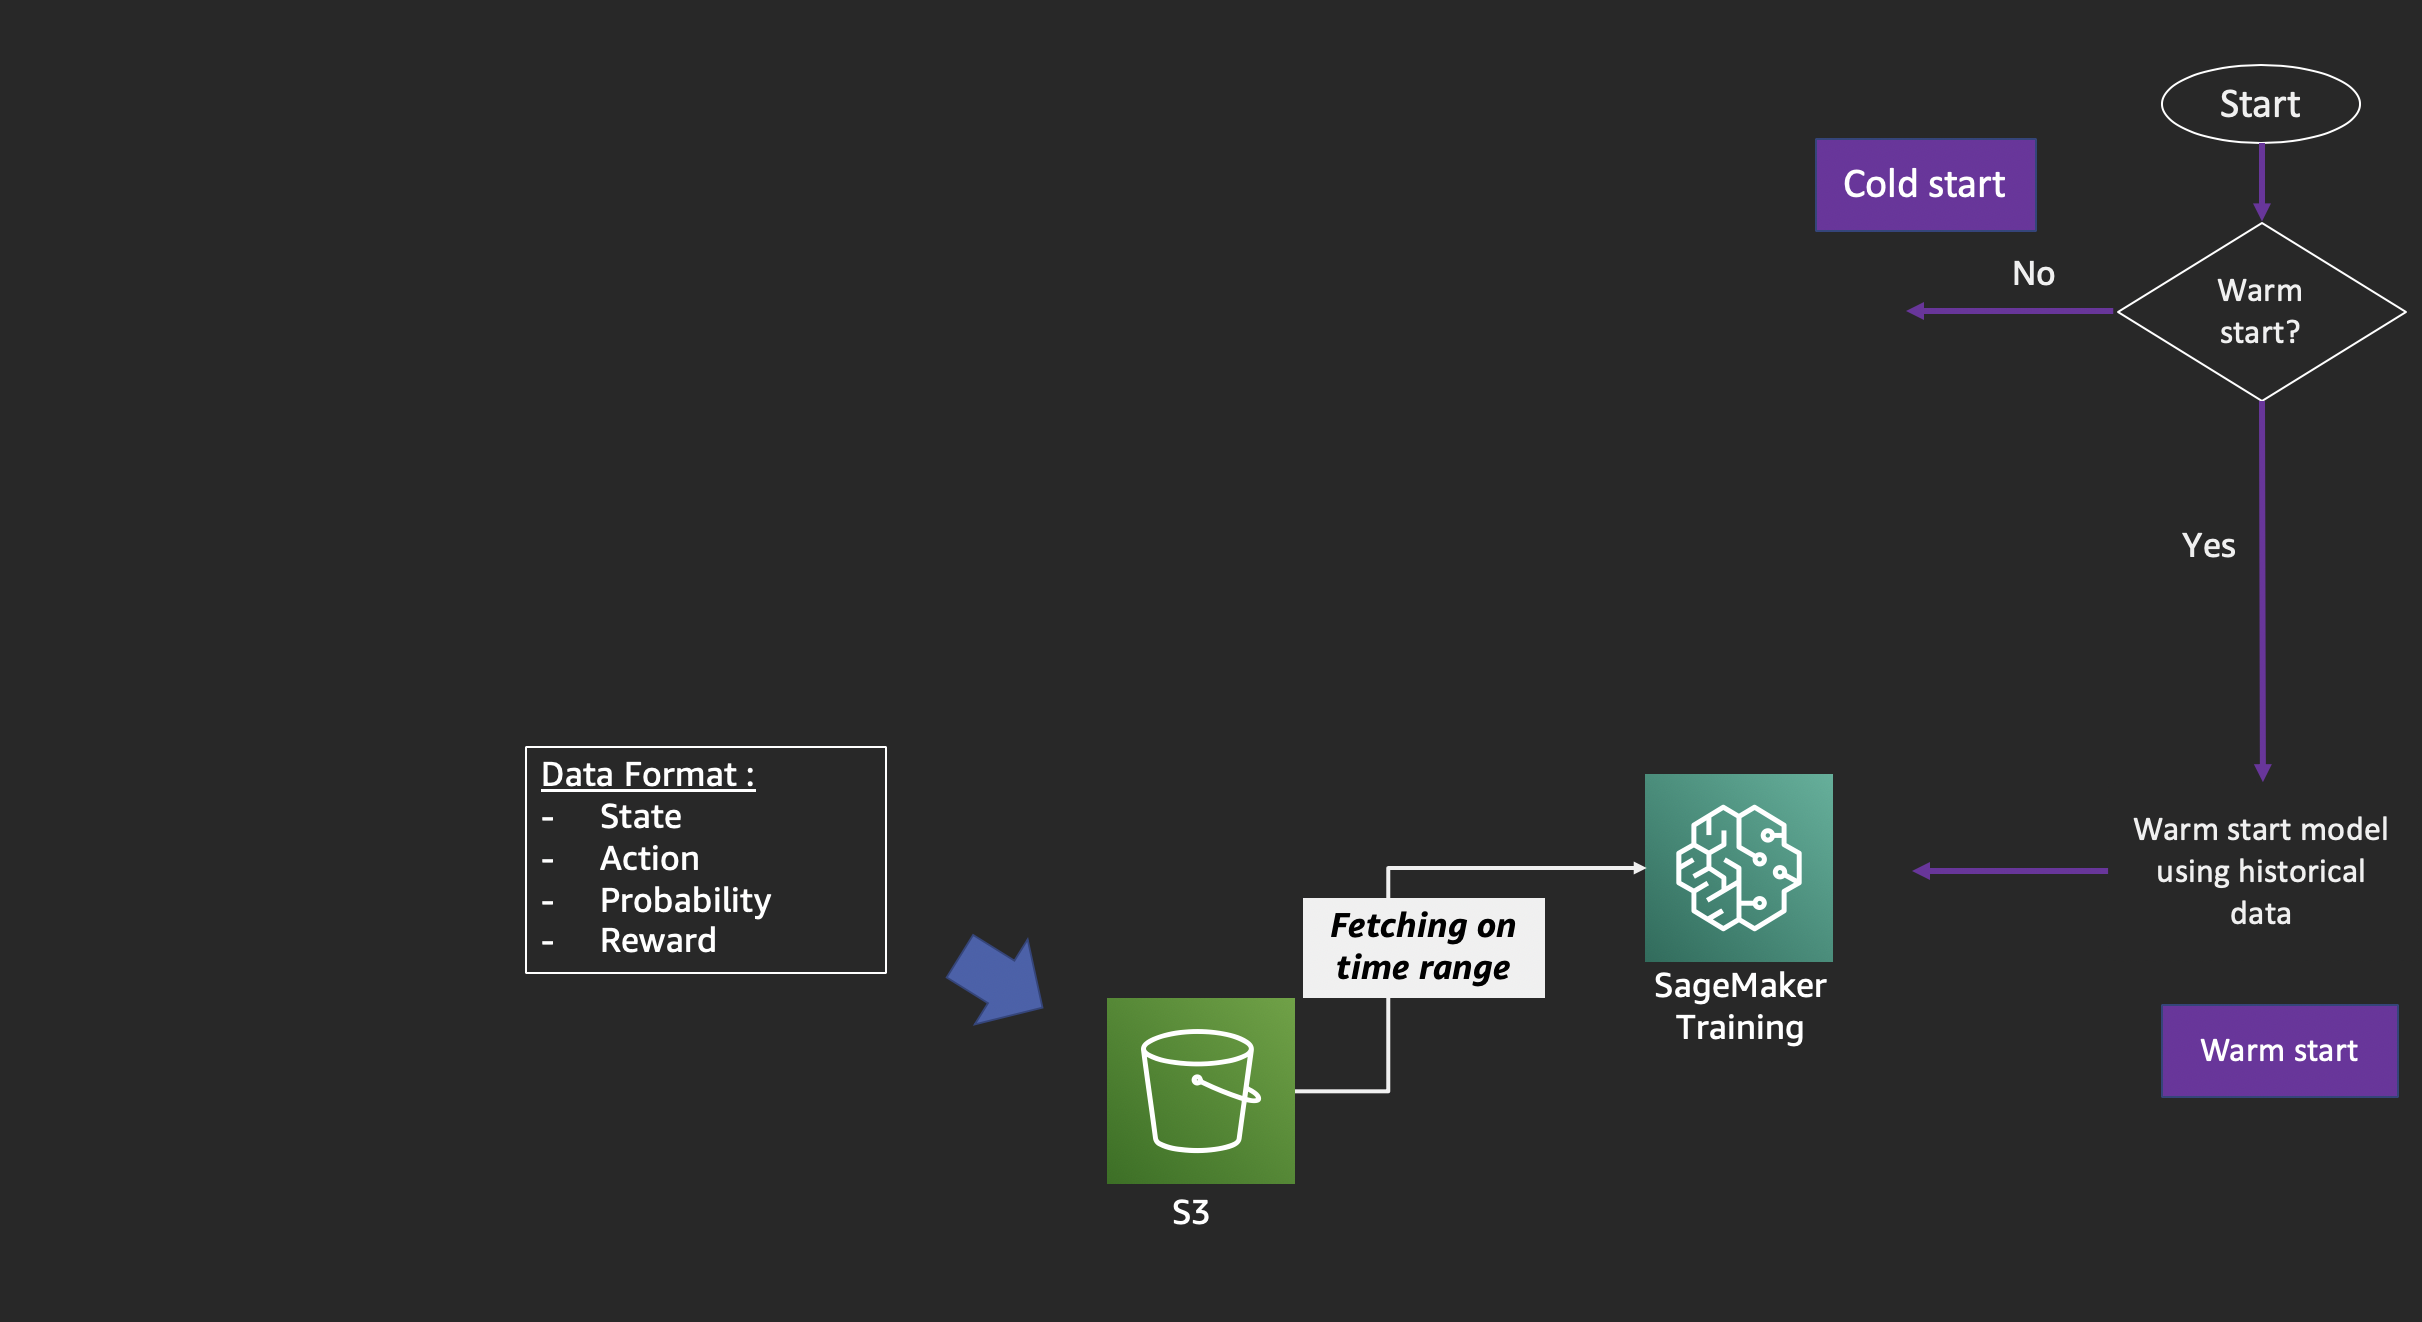 Start
Cold start
No
Warm
start?
Yes
Data Format :
- State
- Action
- Probability
- Reward
Fetching on
time range
SageMaker
Training
Warm start model
using historical
data
Warm start
S3